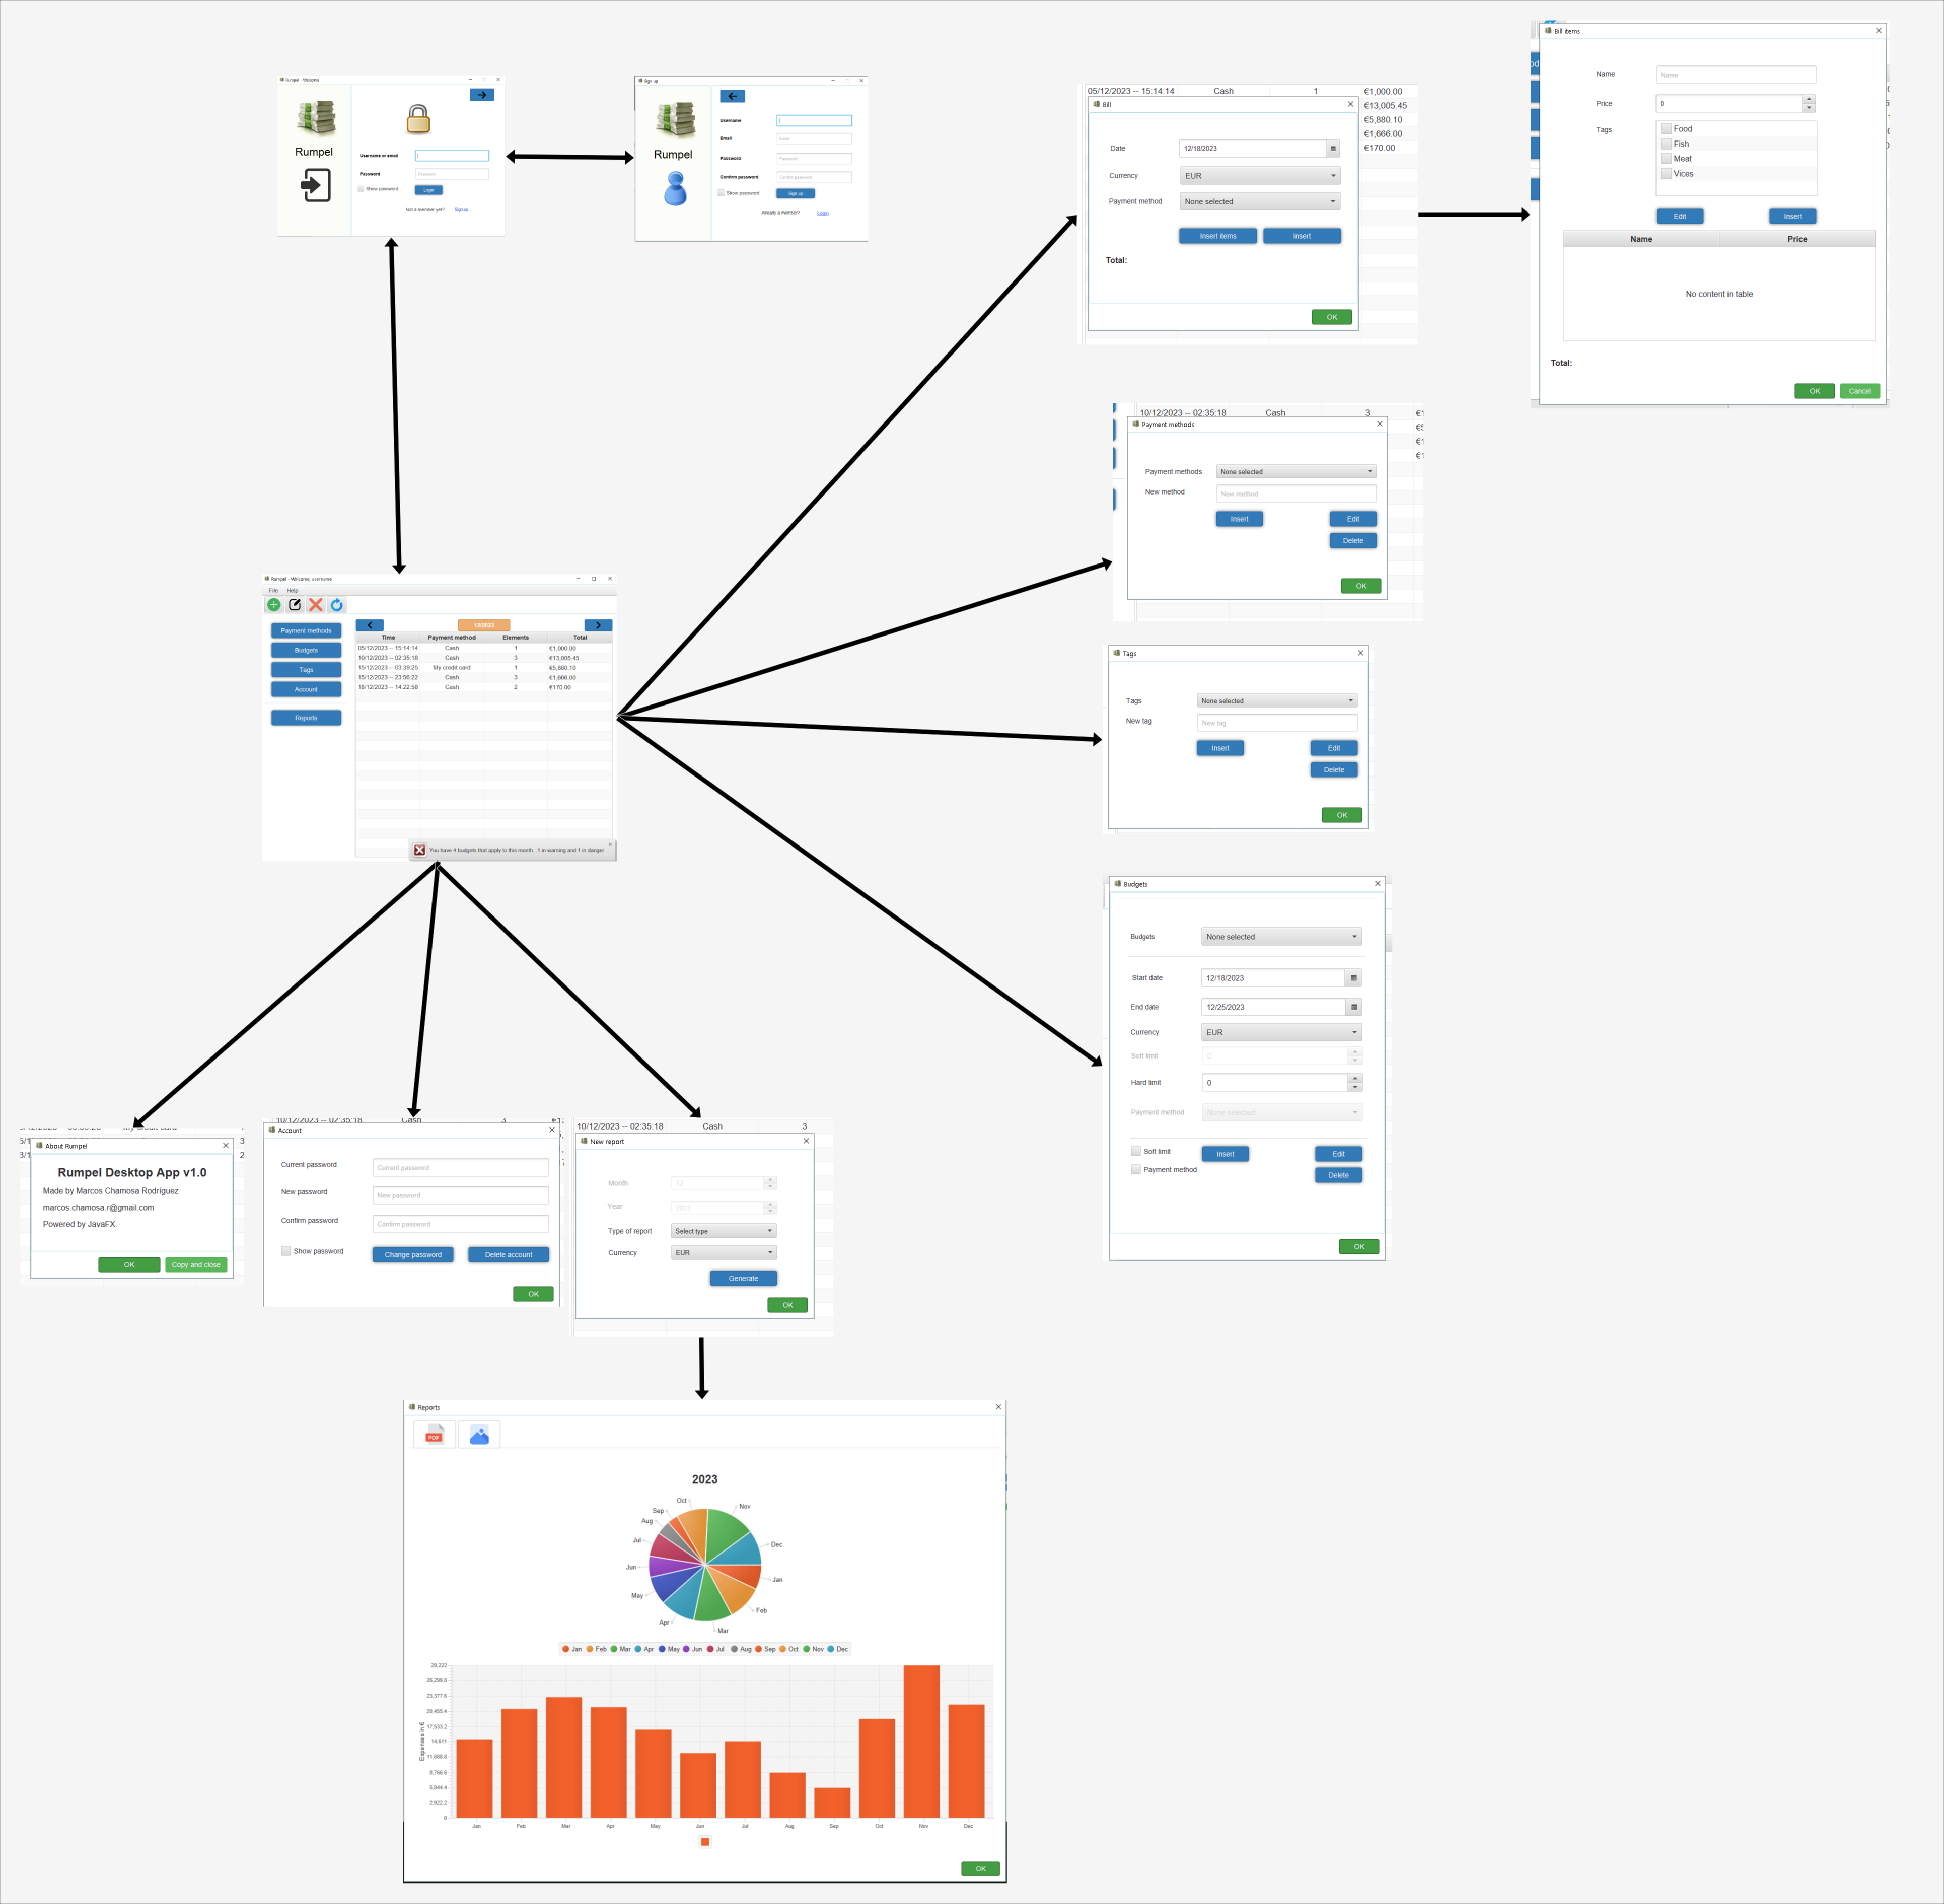 Rumpel - Welcome
Rumpel
Username or email
Password
Password
Show password
Login
Not a member yet? Sign up
Sign up
Rumpel
Username
Email
Email
Password
Password
Confirm password
Confirm password
Show password
Sign up
Already a member? Login
05/12/2023 -- 15:14:14 Cash 1 €1,000.00
€13,005.45
€5,880.10
€1,666.00
€170.00
Bill
Date 12/18/2023
Currency EUR
Payment method None selected
Insert items Insert
Total:
OK
Bill items
Name Name
Price 0
Tags
Food
Fish
Meat
Vices
Edit Insert
Name Price
No content in table
Total:
OK Cancel
10/12/2023 -- 02:35:18 Cash 3
Payment methods
Payment methods None selected
New method New method
Insert Edit
Delete
OK
Rumpel - Welcome, username
File Help
Payment methods
Budgets
Tags
Account
Reports
12/2023
Time Payment method Elements Total
05/12/2023 -- 15:14:14 Cash 1 €1,000.00
10/12/2023 -- 02:35:18 Cash 3 €13,005.45
15/12/2023 -- 03:39:25 My credit card 1 €5,880.10
15/12/2023 -- 23:56:22 Cash 3 €1,666.00
18/12/2023 -- 14:22:58 Cash 2 €170.00
You have 4 budgets that apply to this month . 1 in warning and 1 in danger
Tags
Tags None selected
New tag New tag
Insert Edit
Delete
OK
Budgets
Budgets None selected
Start date 12/18/2023
End date 12/25/2023
Currency EUR
Soft limit 0
Hard limit 0
Payment method None selected
Soft limit Insert Edit
Payment method Delete
OK
About Rumpel
Rumpel Desktop App v1.0
Made by Marcos Chamosa Rodríguez
marcos.chamosa.r@gmail.com
Powered by JavaFX.
OK Copy and close
10/12/2023 -- 02:35:18 Cash 3
Account
Current password Current password
New password New password
Confirm password Confirm password
Show password Change password Delete account
OK
10/12/2023 -- 02:35:18 Cash 3
New report
Month 12
Year 2023
Type of report Select type
Currency EUR
Generate
OK
Reports
PDF
2023
Oct
Nov
Sep
Aug
Jul
Dec
Jun
Jan
May
Feb
Apr
Mar
Jan Feb Mar Apr May Jun Jul Aug Sep Oct Nov Dec
Expenses in €
29,222
26,299.8
23,377.6
20,455.4
17,533.2
14,611
11,688.8
8,766.6
5,844.4
2,922.2
0
Jan Feb Mar Apr May Jun Jul Aug Sep Oct Nov Dec
OK